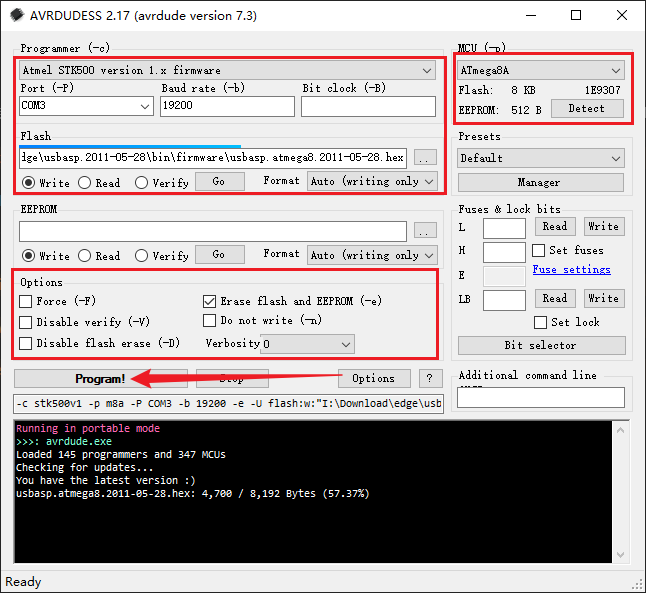 AVRDUDESS 2.17 (avrdude version 7.3)
Programmer (-c)
Atmel STK500 version 1.x firmware
Port (-P) Baud rate (-b) Bit clock (-B)
COM3 19200
Flash
dge\usbasp.2011-05-28\bin\firmware\usbasp.atmega8.2011-05-28.hex ..
Write Read Verify Go Format Auto (writing only
EEPROM
..
Write Read Verify Go Format Auto (writing only
Options
Force (-F) Erase flash and EEPROM (-e)
Disable verify (-V) Do not write (-n)
Disable flash erase (-D) Verbosity 0
Program! Stop Options ?
-c stk500v1 -p m8a -P COM3 -b 19200 -e -U flash:w:"I:\Download\edge\usb
MCU (-p)
ATmega8A
Flash: 8 KB 1E9307
EEPROM: 512 B Detect
Presets
Default
Manager
Fuses & lock bits
L Read Write
H Set fuses
E Fuse settings
LB Read Write
Set lock
Bit selector
Additional command line
Running in portable mode
>>>: avrdude.exe
Loaded 145 programmers and 347 MCUs
Checking for updates...
You have the latest version :)
usbasp.atmega8.2011-05-28.hex: 4,700 / 8,192 Bytes (57.37%)
Ready